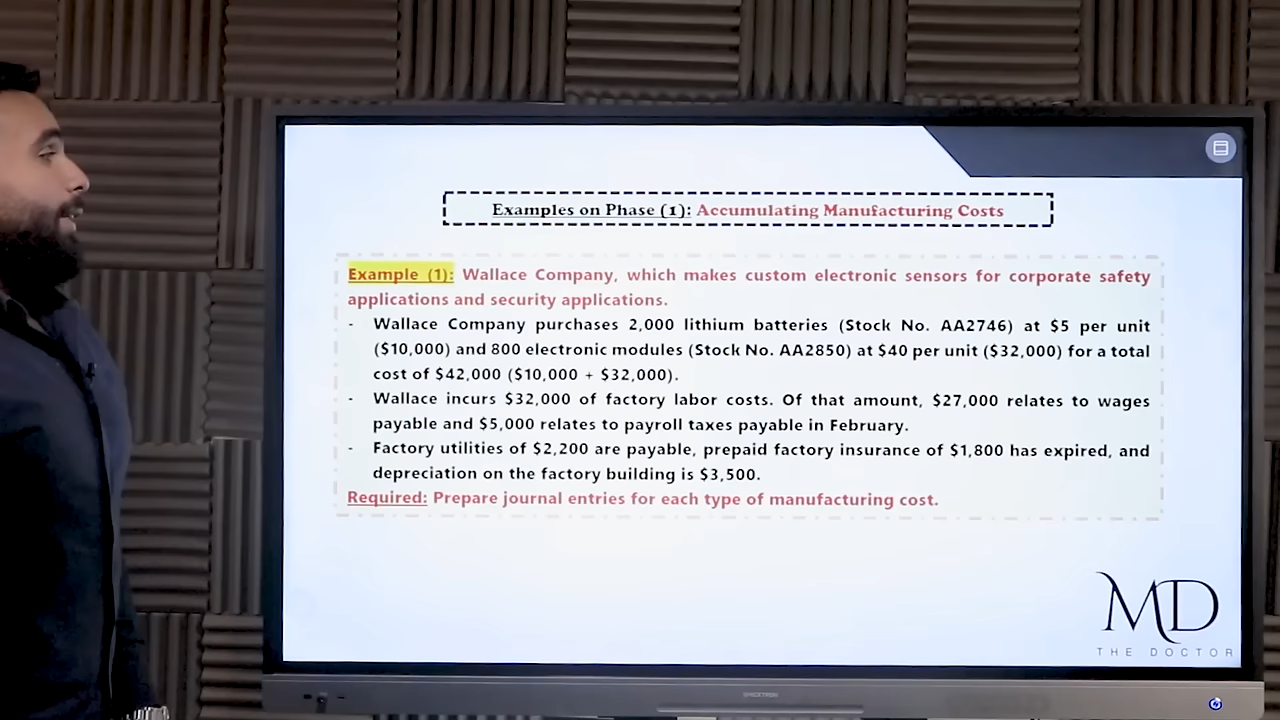 Examples on Phase (1): Accumulating Manufacturing Costs
Example (1): Wallace Company, which makes custom electronic sensors for corporate safety
applications and security applications.
- Wallace Company purchases 2,000 lithium batteries (Stock No. AA2746) at $5 per unit
($10,000) and 800 electronic modules (Stock No. AA2850) at $40 per unit ($32,000) for a total
cost of $42,000 ($10,000 + $32,000).
- Wallace incurs $32,000 of factory labor costs. Of that amount, $27,000 relates to wages
payable and $5,000 relates to payroll taxes payable in February.
- Factory utilities of $2,200 are payable, prepaid factory insurance of $1,800 has expired, and
depreciation on the factory building is $3,500.
Required: Prepare journal entries for each type of manufacturing cost.
MD
THE DOCTOR